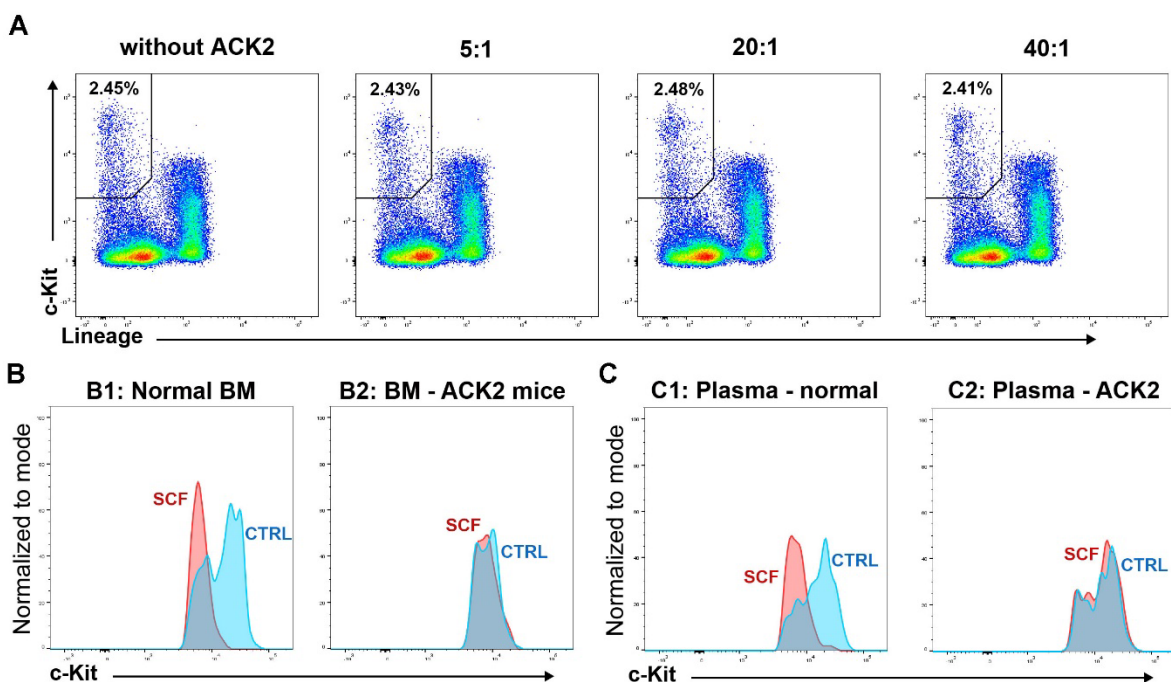 A
without ACK2
5:1
20:1
40:1
2.45%
2.43%
2.48%
2.41%
c-Kit
Lineage
B
B1: Normal BM
B2: BM - ACK2 mice
C
C1: Plasma - normal
C2: Plasma - ACK2
Normalized to mode
SCF
CTRL
SCF
CTRL
Normalized to mode
SCF
CTRL
SCF
CTRL
c-Kit
c-Kit